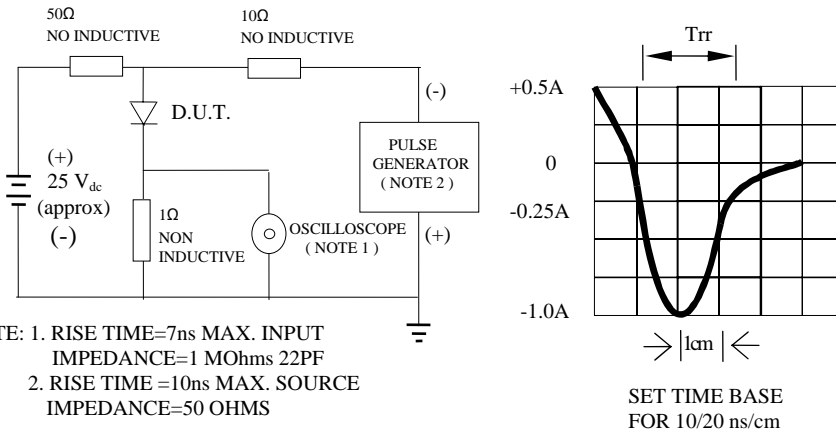 50Ω
NO INDUCTIVE
10Ω
NO INDUCTIVE
D.U.T.
(+)
25 Vdc
(approx)
(-)
1Ω
NON
INDUCTIVE
OSCILLOSCOPE
( NOTE 1 )
(-)
PULSE
GENERATOR
( NOTE 2 )
(+)
TE: 1. RISE TIME=7ns MAX. INPUT
IMPEDANCE=1 MOhms 22PF
2. RISE TIME =10ns MAX. SOURCE
IMPEDANCE=50 OHMS
Trr
+0.5A
0
-0.25A
-1.0A
1cm
SET TIME BASE
FOR 10/20 ns/cm